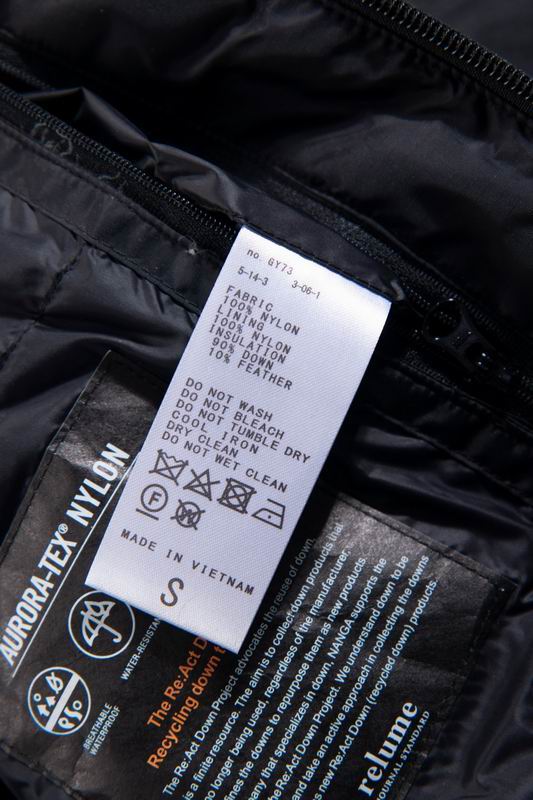 no. GY73
5-14-3 3-06-1
FABRIC
100% NYLON
LINING
100% NYLON
INSULATION
90% DOWN
10% FEATHER
DO NOT WASH
DO NOT BLEACH
DO NOT TUMBLE DRY
COOL IRON
DRY CLEAN
DO NOT WET CLEAN
F
W
MADE IN VIETNAM
S
AURORA-TEX® NYLON
BREATHABLE
WATERPROOF
The Re:Act D
Recycling down t
The Re:Act Down Project advocates the reuse of down,
is a finite resource. The aim is to collect down products that
no longer being used, regardless of the manufacturer,
fines the downs to repurpose them as new products
any that specializes in down, NANGA supports the
he Re:Act Down Project. We understand down to be
and take an active approach in collecting the downs
s new Re:Act Down (recycled down) products.
relume
JOURNAL STANDARD